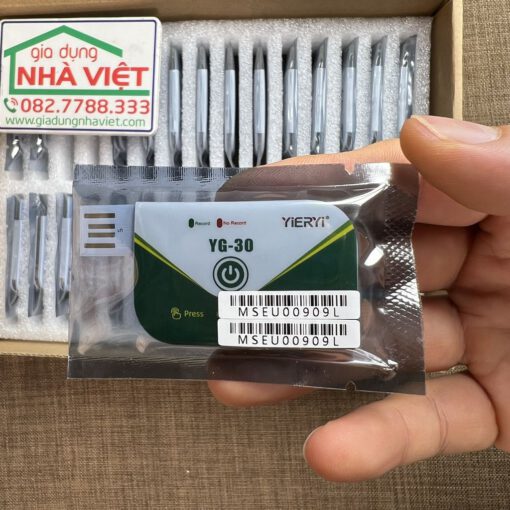 gia dụng
NHÀ VIỆT
082.7788.333
www.giadungnhaviet.com
Record
No Record
YiERYi
YG-30
Press
MSEU00909L
MSEU00909L